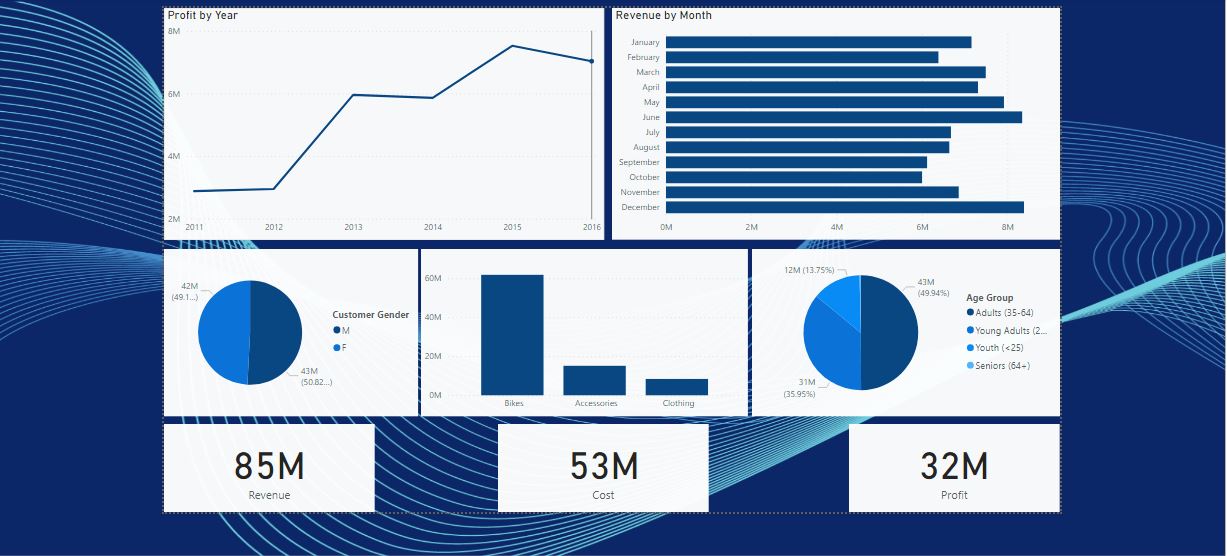 Profit by Year
8M
6M
4M
2M
2011 2012 2013 2014 2015 2016
Revenue by Month
January
February
March
April
May
June
July
August
September
October
November
December
0M 2M 4M 6M 8M
42M
(49.1...)
43M
(50.82...)
Customer Gender
M
F
60M
40M
20M
0M
Bikes Accessories Clothing
12M (13.75%)
43M
(49.94%)
31M
(35.95%)
Age Group
Adults (35-64)
Young Adults (2...
Youth (<25)
Seniors (64+)
85M
Revenue
53M
Cost
32M
Profit